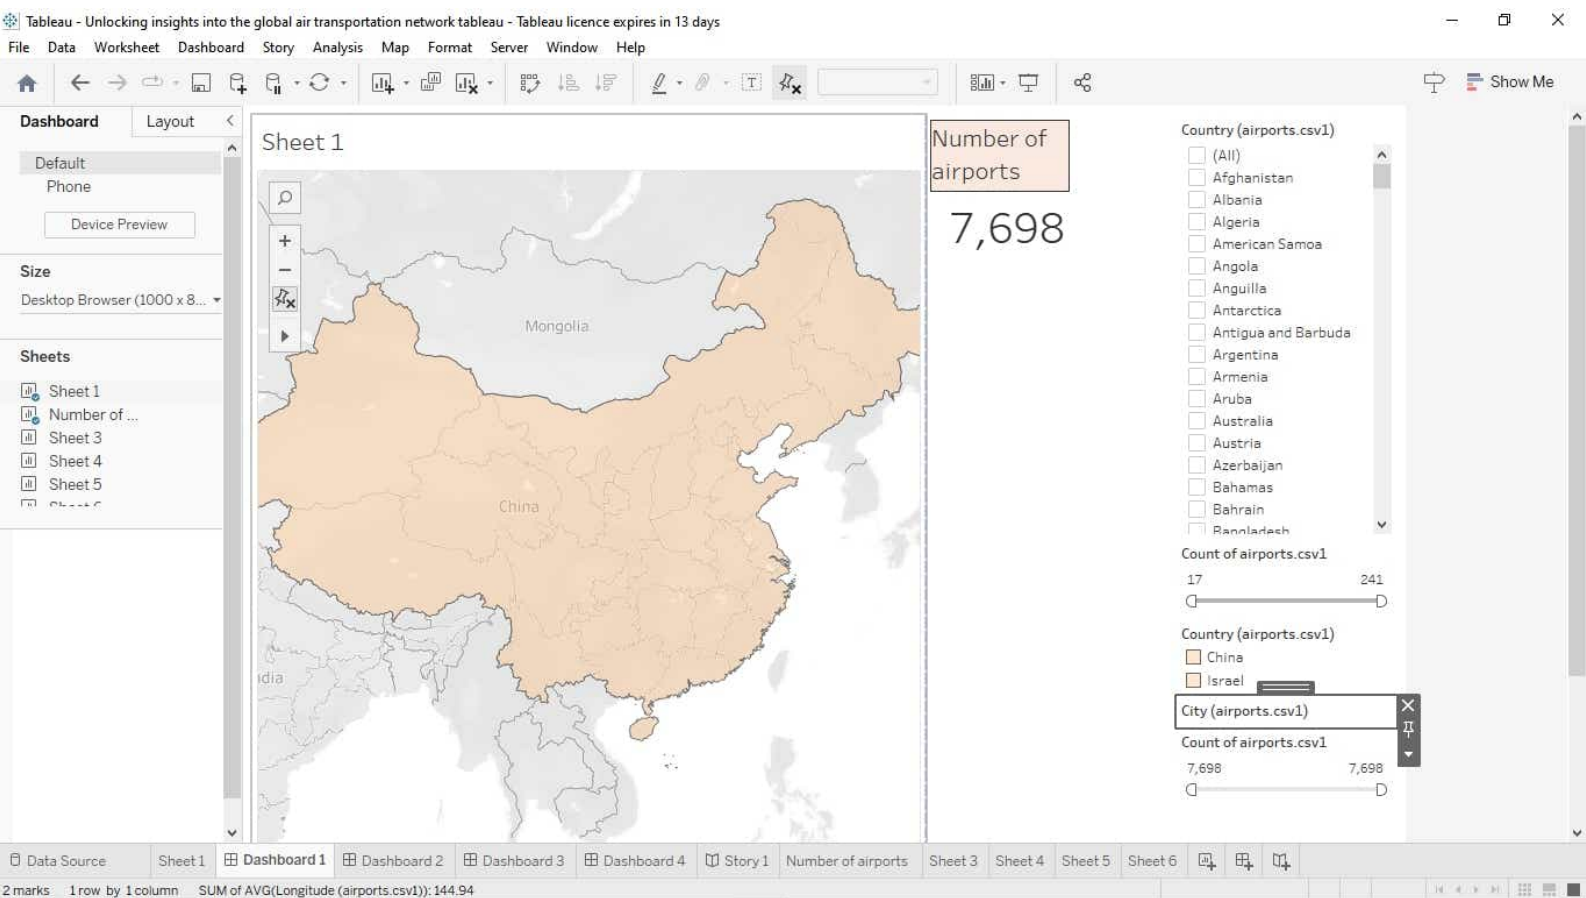 Tableau - Unlocking insights into the global air transportation network tableau - Tableau licence expires in 13 days
File Data Worksheet Dashboard Story Analysis Map Format Server Window Help
Show Me
Dashboard Layout
Default
Phone
Device Preview
Size
Desktop Browser (1000 x 8...
Sheets
Sheet 1
Number of ...
Sheet 3
Sheet 4
Sheet 5
Sheet 1
Mongolia
China
Number of
airports
7,698
Country (airports.csv1)
(All)
Afghanistan
Albania
Algeria
American Samoa
Angola
Anguilla
Antarctica
Antigua and Barbuda
Argentina
Armenia
Aruba
Australia
Austria
Azerbaijan
Bahamas
Bahrain
Bangladesh
Count of airports.csv1
17 241
Country (airports.csv1)
China
Israel
City (airports.csv1)
Count of airports.csv1
7,698 7,698
Data Source Sheet 1 Dashboard 1 Dashboard 2 Dashboard 3 Dashboard 4 Story 1 Number of airports Sheet 3 Sheet 4 Sheet 5 Sheet 6
2 marks 1 row by 1 column SUM of AVG(Longitude (airports.csv1)): 144.94